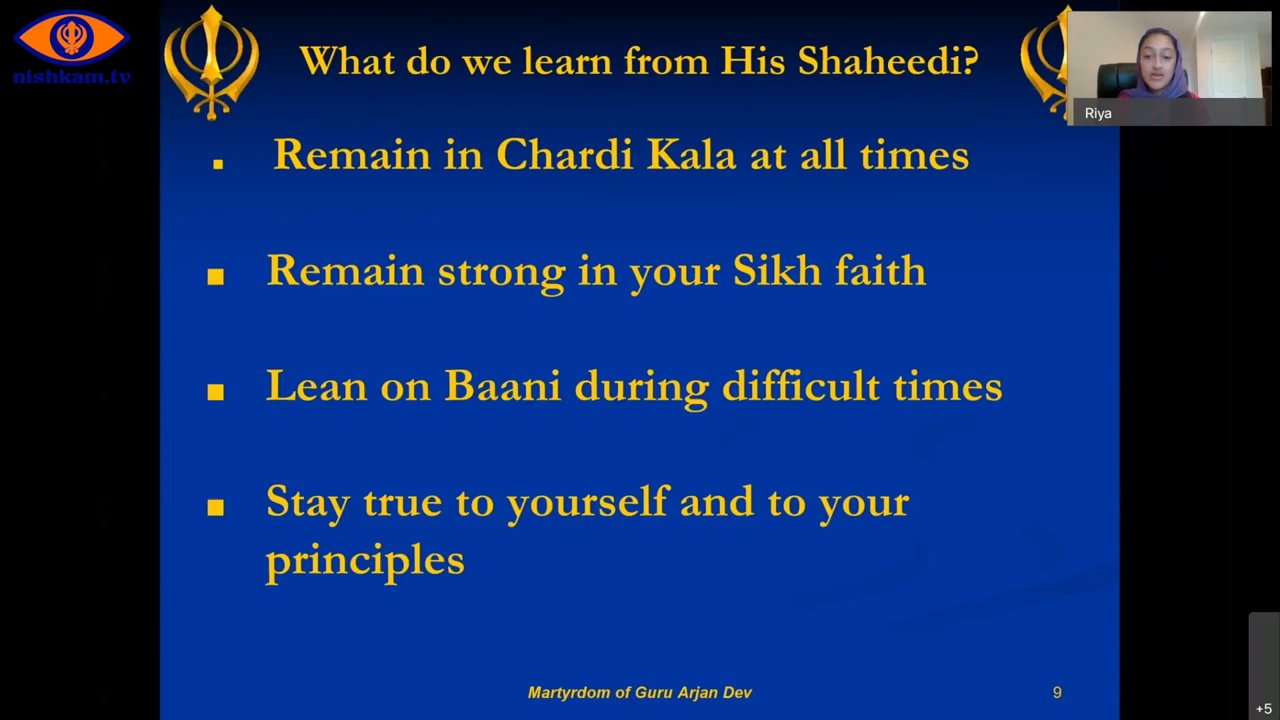 nishkam.tv
What do we learn from His Shaheedi?
Riya
Remain in Chardi Kala at all times
Remain strong in your Sikh faith
Lean on Baani during difficult times
Stay true to yourself and to your
principles
Martyrdom of Guru Arjan Dev
9
+5